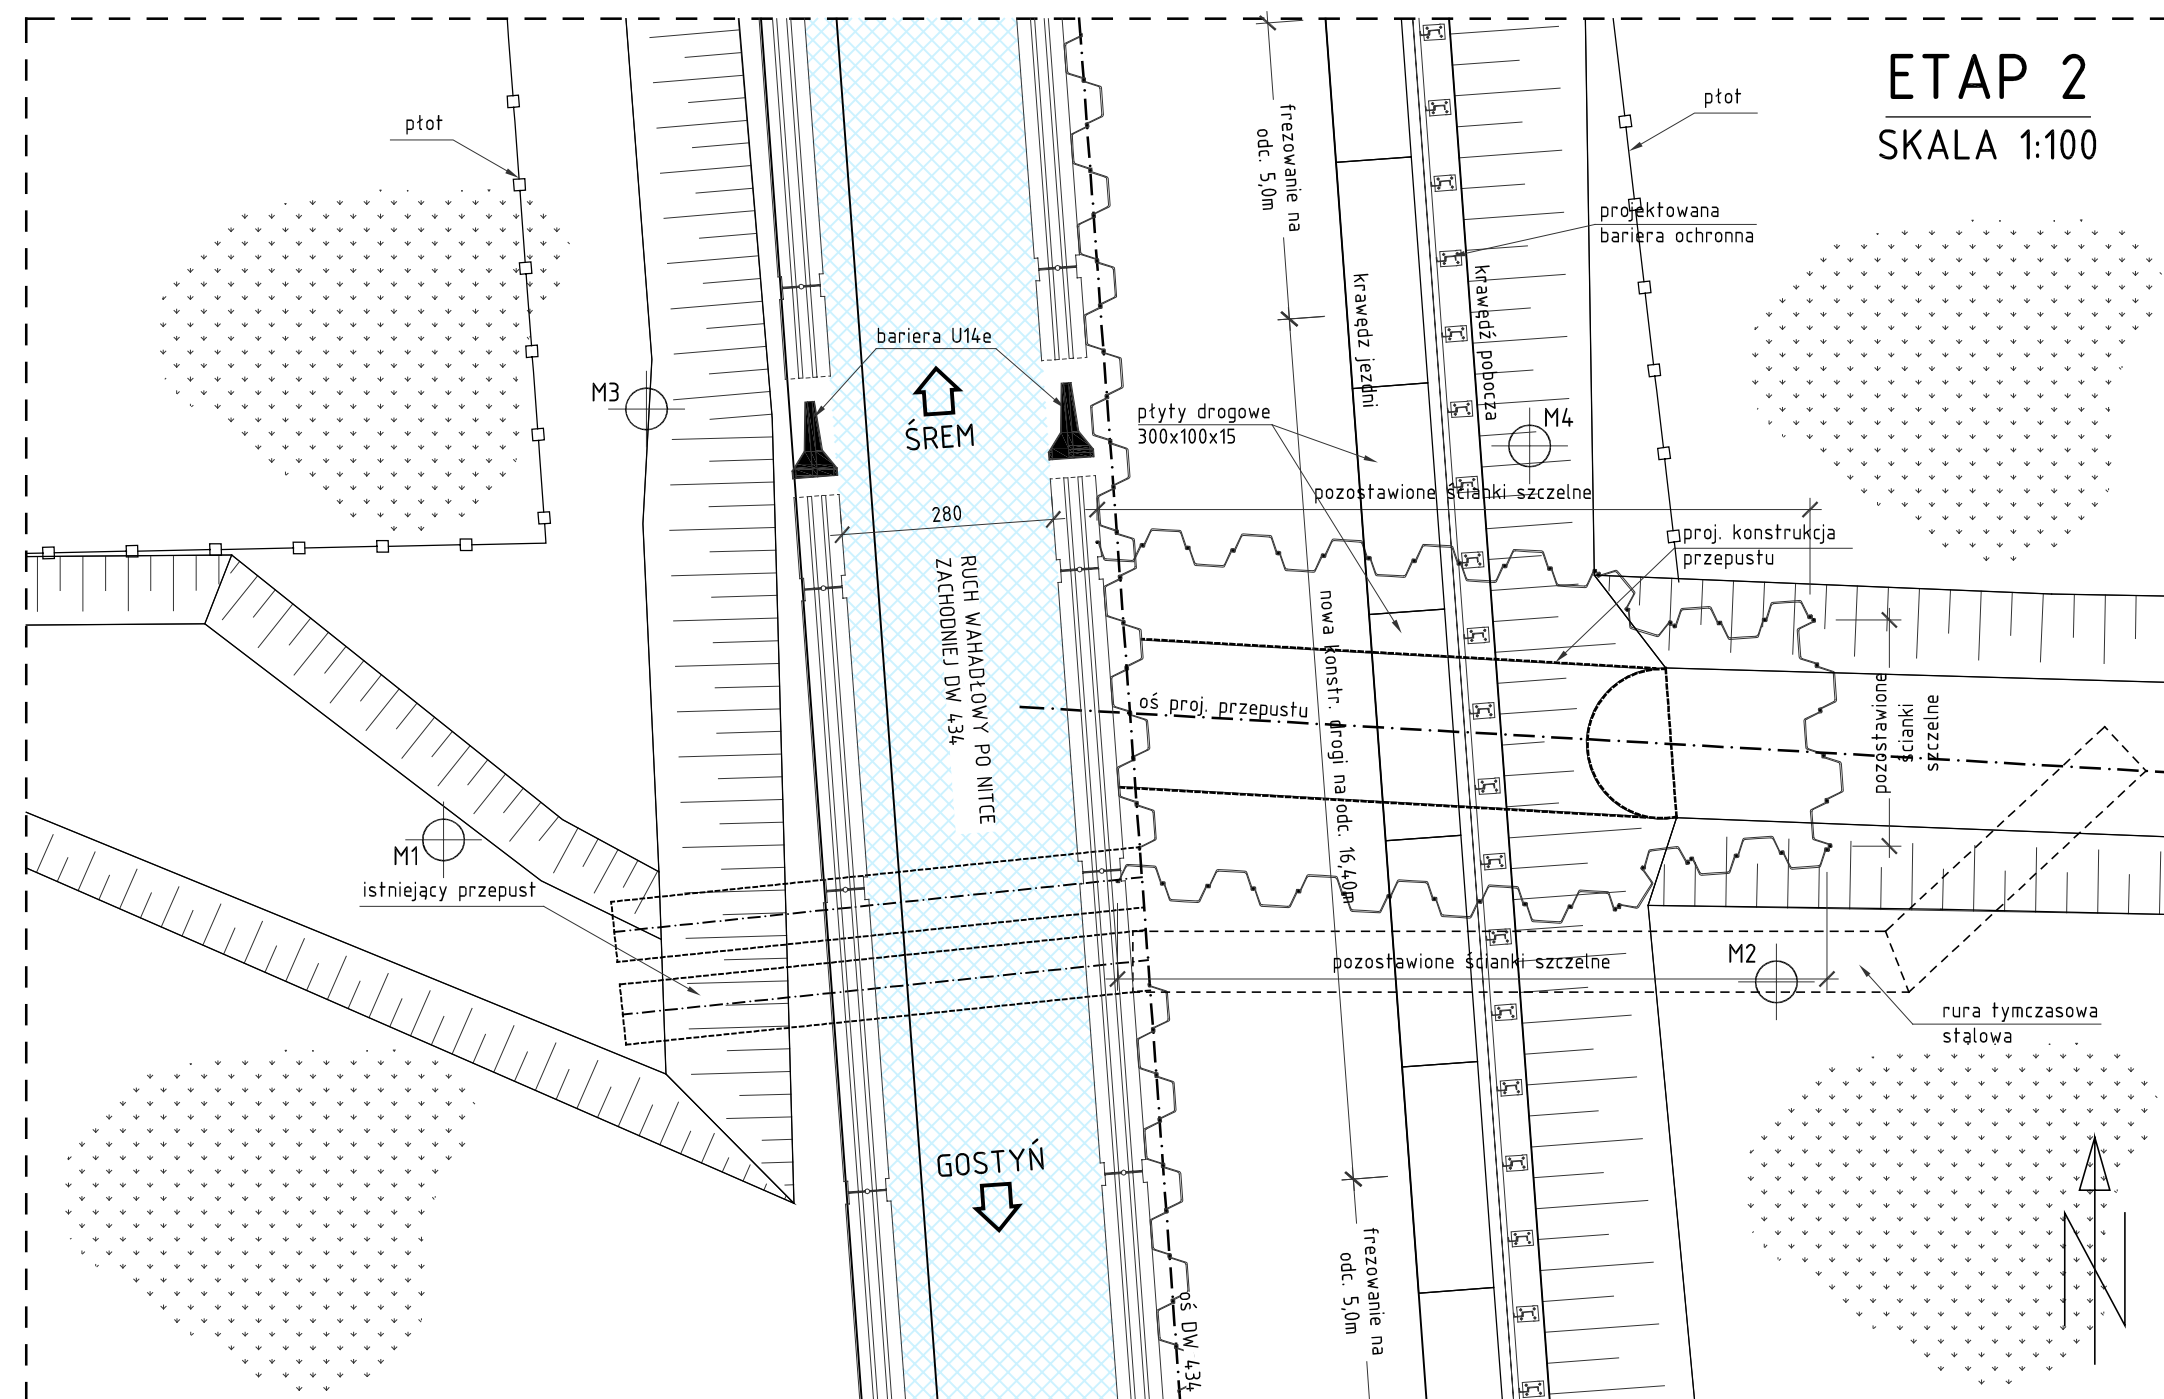 ETAP 2
SKALA 1:100
płot
płot
frezowanie na
odc. 5,0m
projektowana
bariera ochronna
krawędz jezdni
krawędź pobocza
bariera U14e
M3
ŚREM
płyty drogowe
300x100x15
M4
pozostawione ścianki szczelne
280
proj. konstrukcja
przepustu
RUCH WAHADŁOWY PO NITCE
ZACHODNIEJ DW 434
nowa konstr. drogi na odc. 16,40m
oś proj. przepustu
pozostawione
ścianki
szczelne
M1
istniejący przepust
pozostawione ścianki szczelne
M2
rura tymczasowa
stalowa
GOSTYŃ
frezowanie na
odc. 5,0m
oś DW 434
N